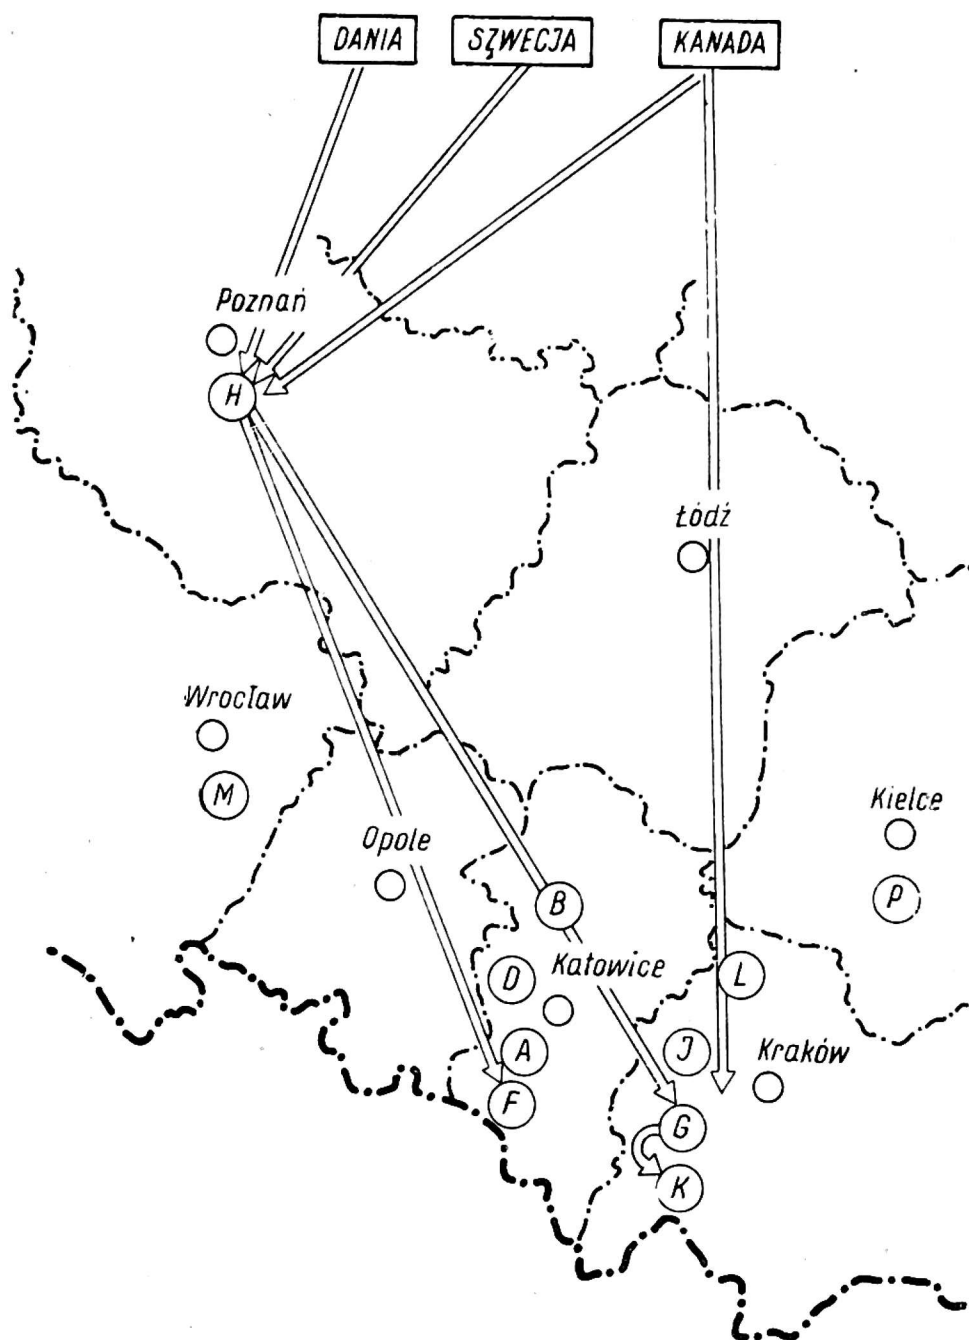 DANIA
SZWECJA
KANADA
Poznań
H
Łódź
Wrocław
M
Kielce
Opole
P
B
Katowice
D
L
A
J
Kraków
F
G
K